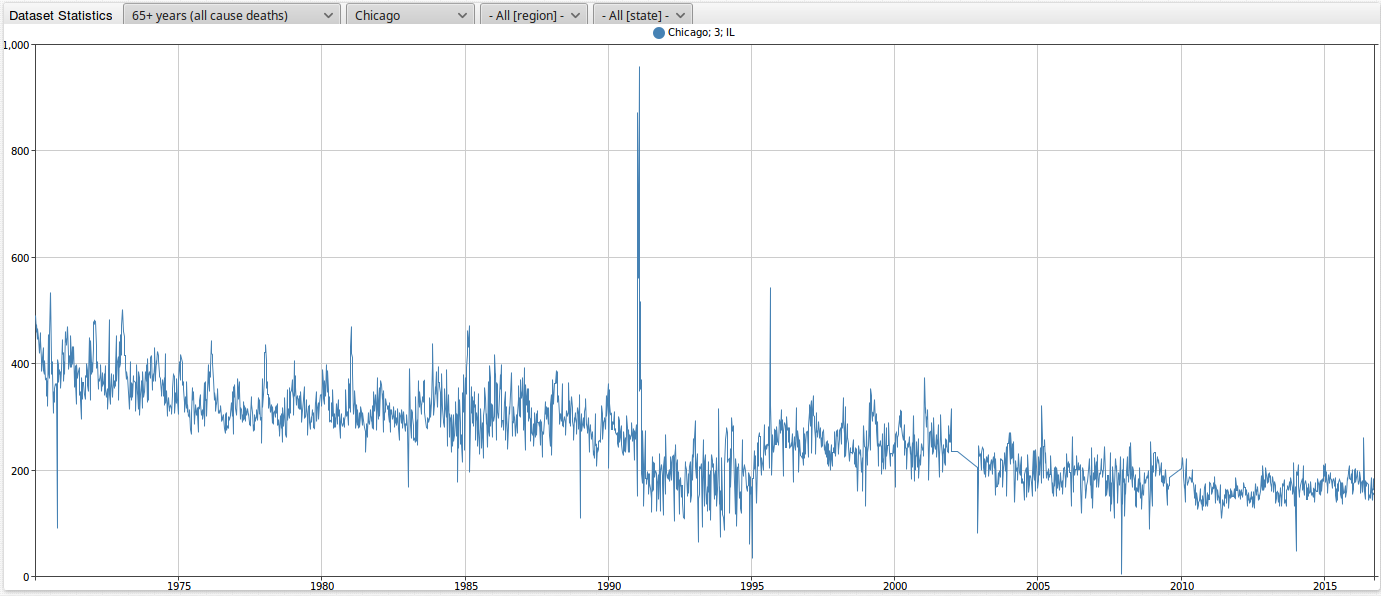 Dataset Statistics 65+ years (all cause deaths) Chicago - All [region] - - All [state] -
Chicago; 3; IL
1,000
800
600
400
200
0
1975 1980 1985 1990 1995 2000 2005 2010 2015